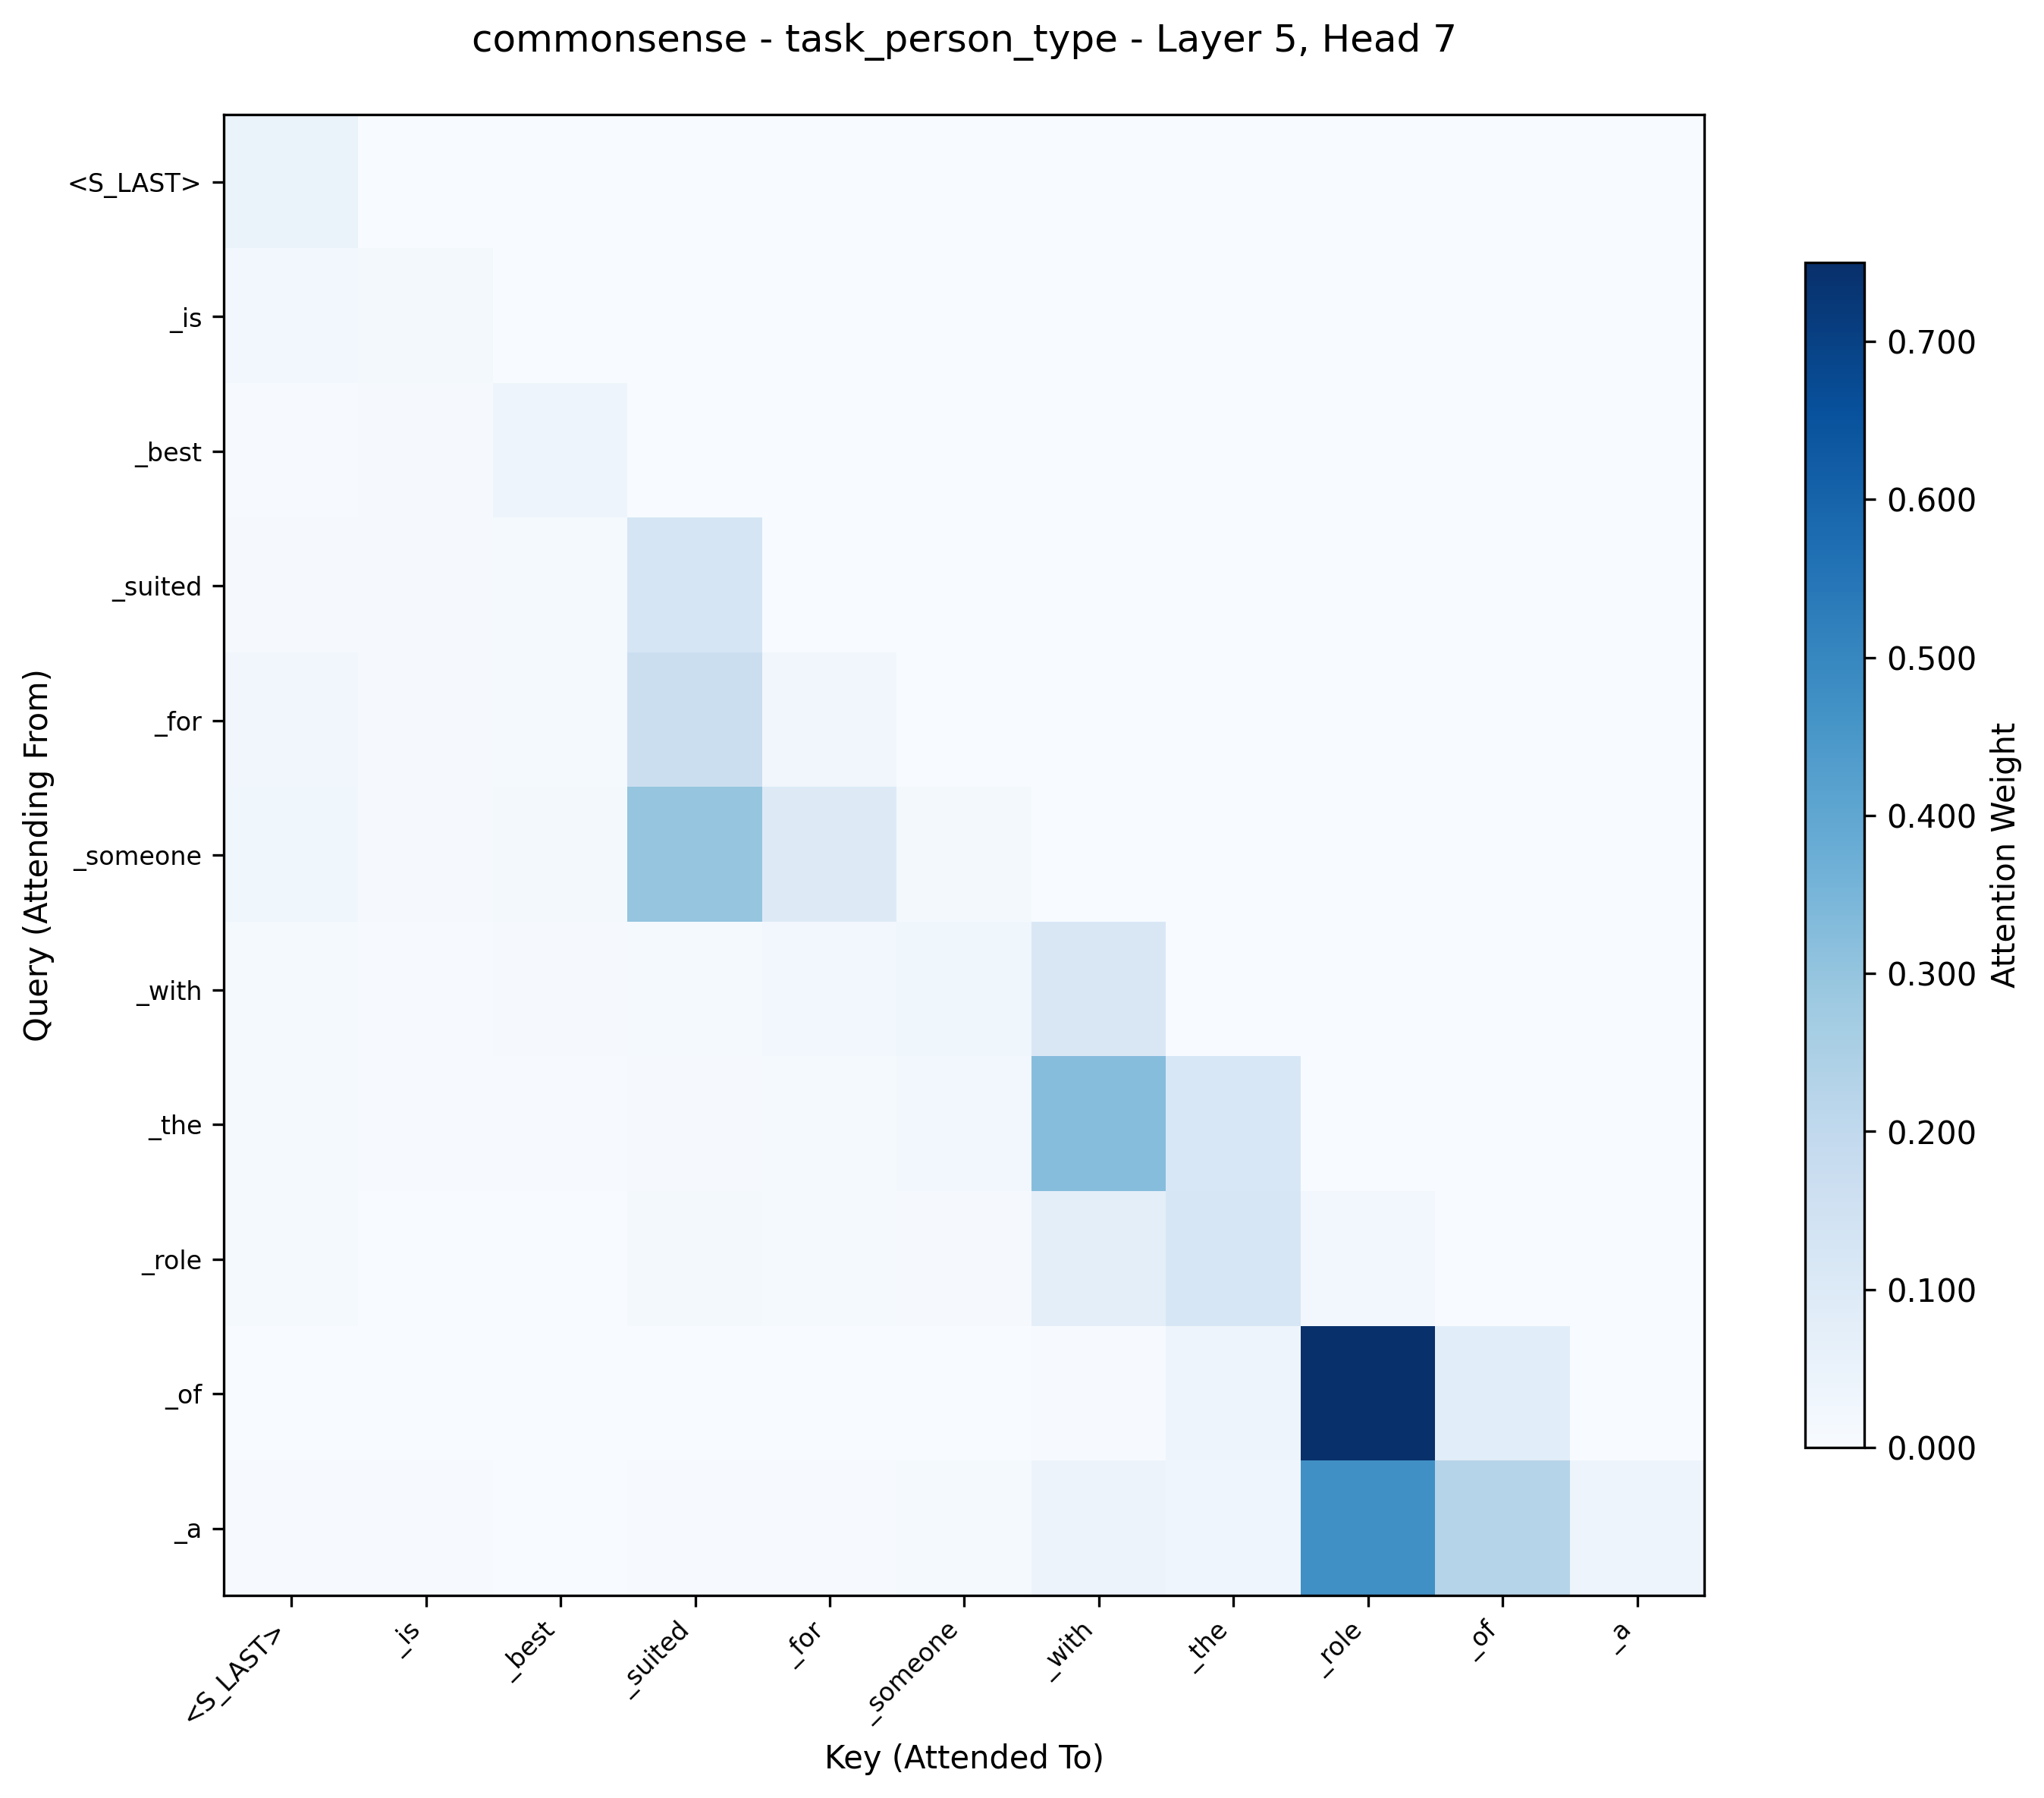 commonsense - task_person_type - Layer 5, Head 7
Query (Attending From)
<S_LAST>
_is
_best
_suited
_for
_someone
_with
_the
_role
_of
_a
<S_LAST>
_is
_best
_suited
_for
_someone
_with
_the
_role
_of
_a
Key (Attended To)
0.700
0.600
0.500
0.400
0.300
0.200
0.100
0.000
Attention Weight